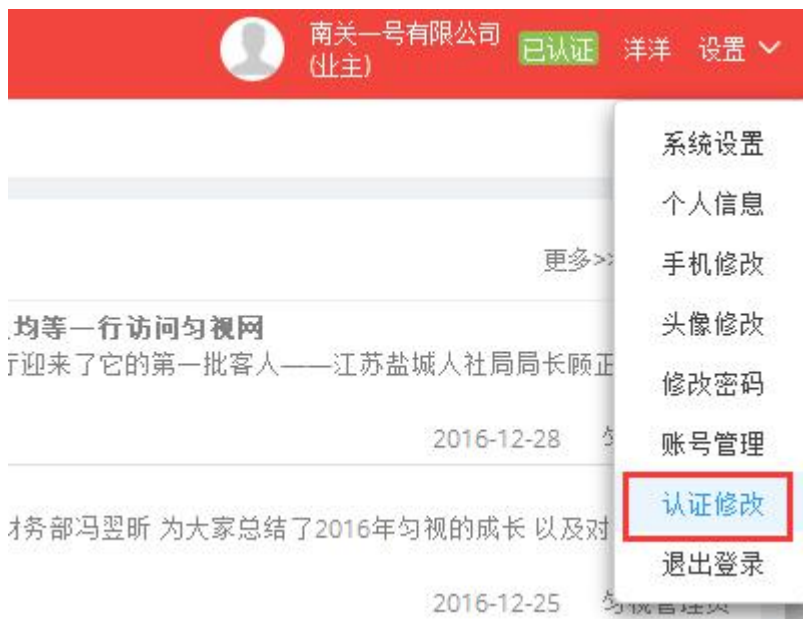 南关一号有限公司
(业主)
已认证
洋洋
设置
系统设置
个人信息
更多>>
手机修改
均等一行访问匀视网
头像修改
迎来了它的第一批客人——江苏盐城人社局局长顾正
修改密码
2016-12-28
账号管理
认证修改
务部冯翌昕 为大家总结了2016年匀视的成长 以及对
退出登录
2016-12-25
匀视管理员